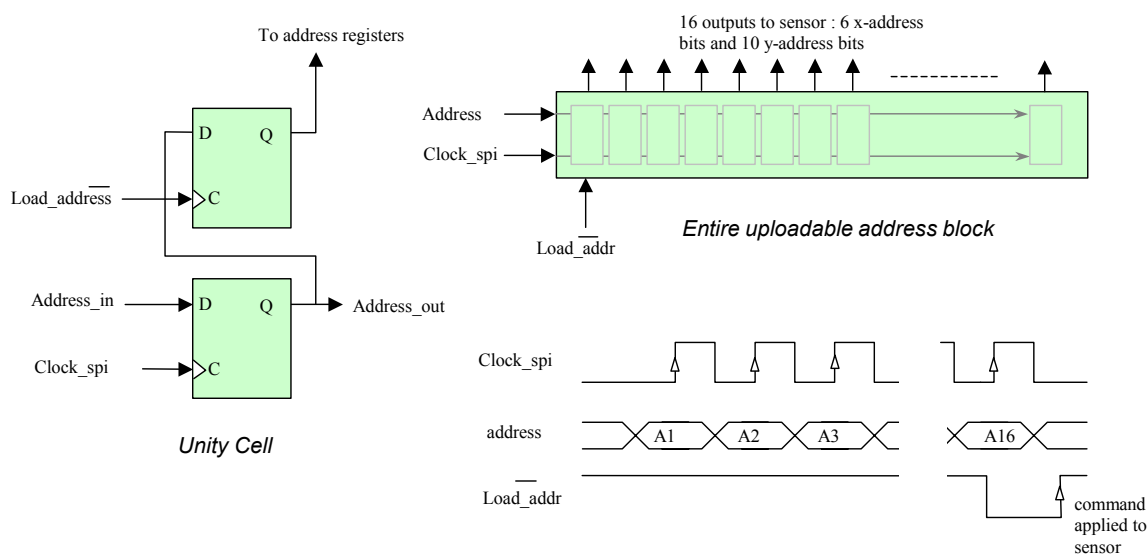 To address registers
D Q
Load_address
C
Address_in
D Q
Address_out
Clock_spi
C
Unity Cell
16 outputs to sensor : 6 x-address
bits and 10 y-address bits
Address
Clock_spi
Load_addr
Entire uploadable address block
Clock_spi
address
A1 A2 A3 A16
Load_addr
command
applied to
sensor